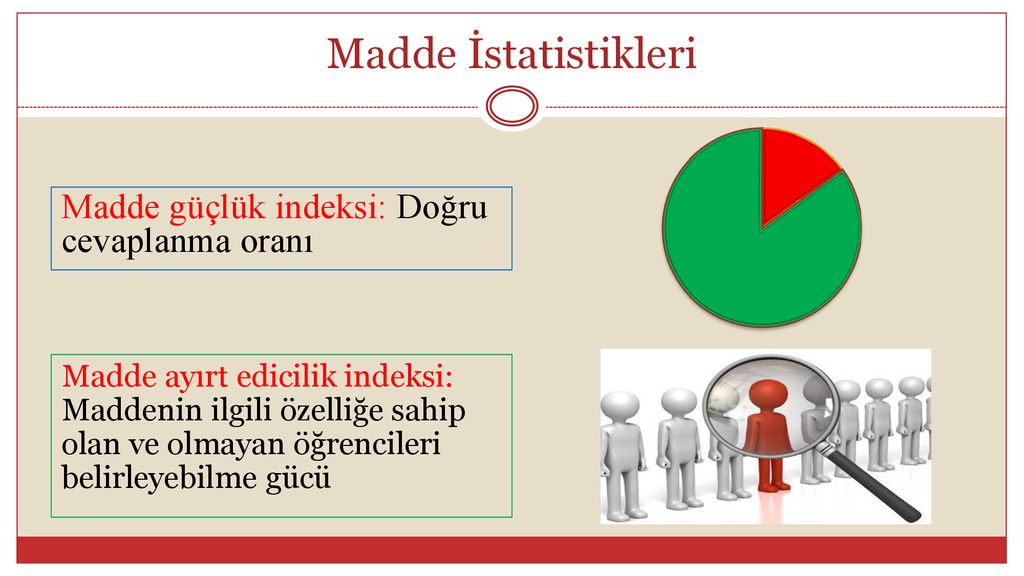 Madde İstatistikleri
Madde güçlük indeksi: Doğru
cevaplanma oranı
Madde ayırt edicilik indeksi:
Maddenin ilgili özelliğe sahip
olan ve olmayan öğrencileri
belirleyebilme gücü